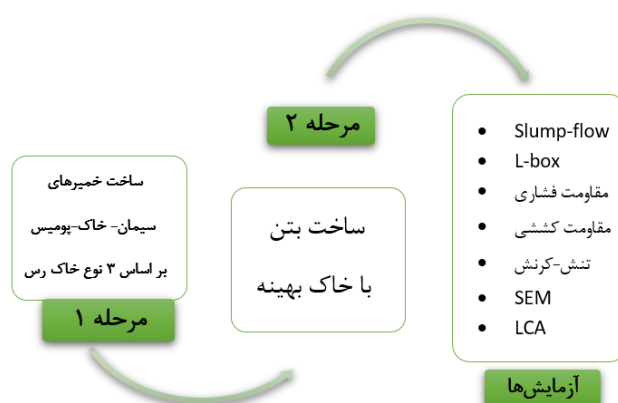 ساخت خمیرهای
سیمان- خاک-پومیس
بر اساس ۳ نوع خاک رس
مرحله ۱
مرحله ۲
ساخت بتن
با خاک بهینه
Slump-flow
L-box
مقاومت فشاری
مقاومت کششی
تنش-کرنش
SEM
LCA
آزمایش‌ها